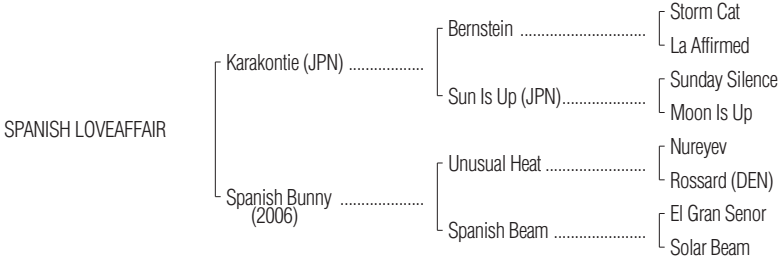 Storm Cat
Bernstein ..............................
La Affirmed
Karakontie (JPN) ..................
Sunday Silence
Sun Is Up (JPN)....................
Moon Is Up
SPANISH LOVEAFFAIR
Nureyev
Unusual Heat ........................
Rossard (DEN)
Spanish Bunny ....................
(2006)
El Gran Senor
Spanish Beam ......................
Solar Beam